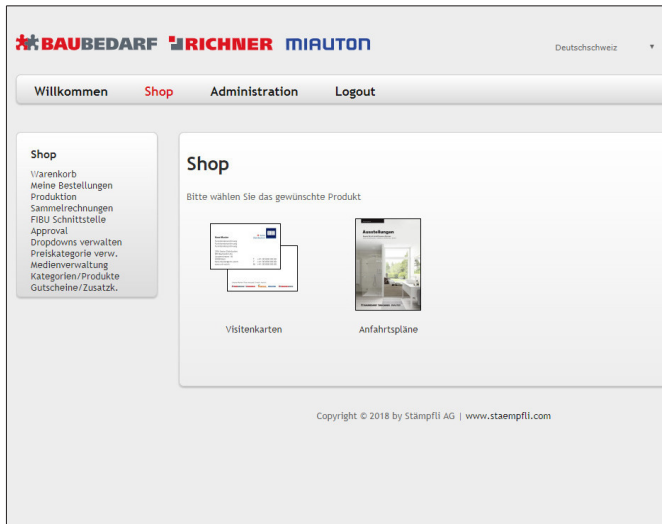 BAUBEDARF RICHNER MIAUTON
Deutschschweiz
Willkommen Shop Administration Logout
Shop
Warenkorb
Meine Bestellungen
Produktion
Sammelrechnungen
FIBU Schnittstelle
Approval
Dropdowns verwalten
Preiskategorie verw.
Medienverwaltung
Kategorien/Produkte
Gutscheine/Zusatzk.
Shop
Bitte wählen Sie das gewünschte Produkt
Ausstellungen
Visitenkarten
Anfahrtspläne
Copyright © 2018 by Stämpfli AG | www.staempfli.com